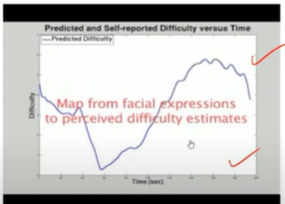 Predicted and Self-reported Difficulty versus Time
Predicted Difficulty
Difficulty
Map from facial expressions
to perceived difficulty estimates
Time (sec)